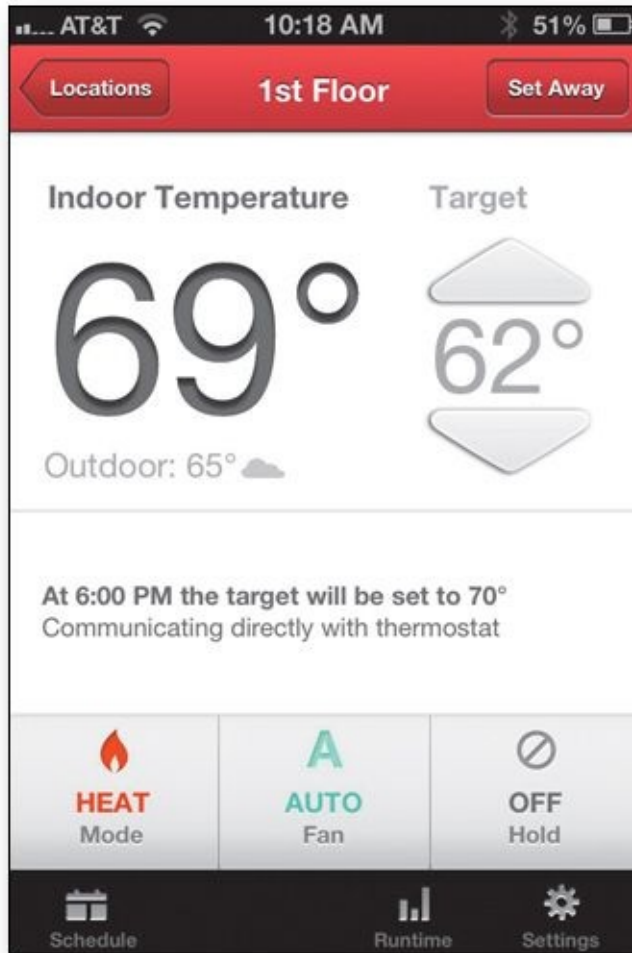 AT&T 10:18 AM 51%
Locations 1st Floor Set Away
Indoor Temperature Target
69° 62°
Outdoor: 65°
At 6:00 PM the target will be set to 70°
Communicating directly with thermostat
A
HEAT AUTO OFF
Mode Fan Hold
Schedule Runtime Settings